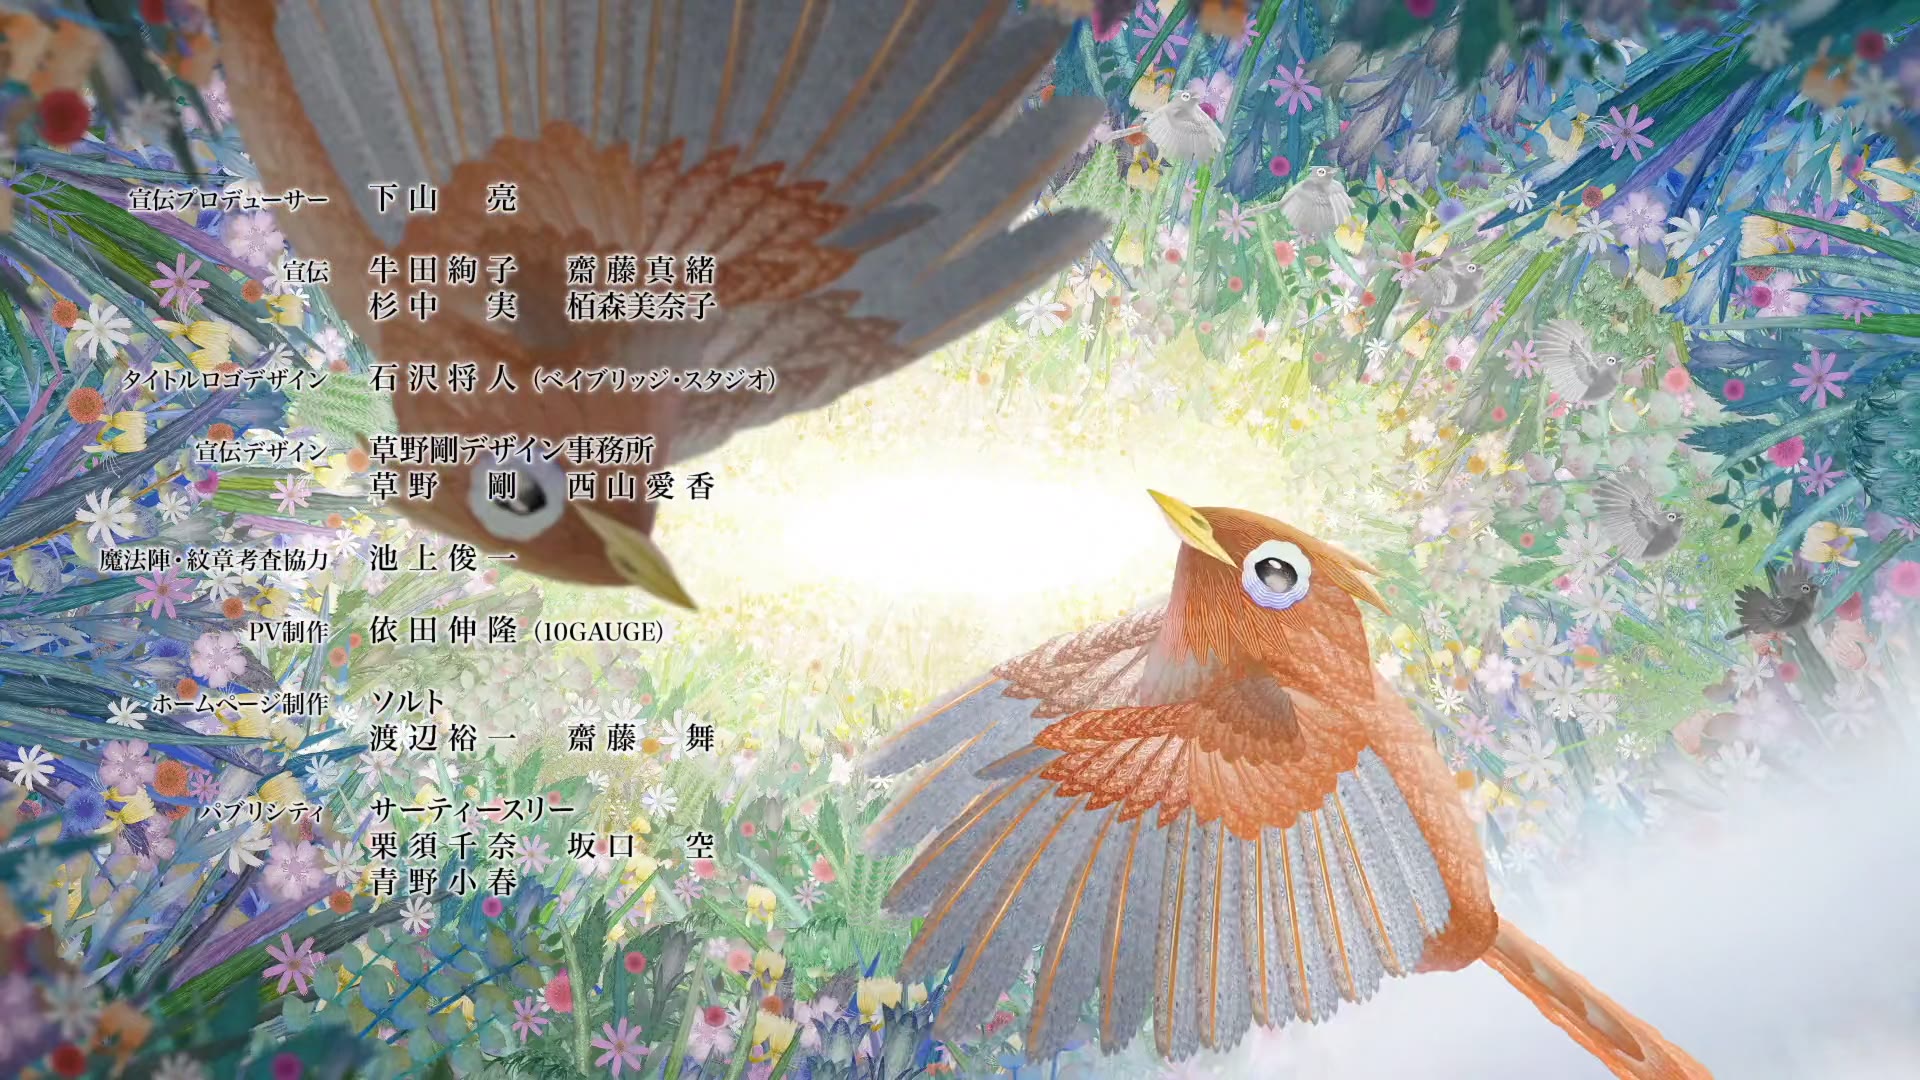 宣伝プロデューサー 下山 亮
宣伝 牛田絢子 齋藤真緒
杉中 実 栢森美奈子
タイトルロゴデザイン 石沢将人(ベイブリッジ・スタジオ)
宣伝デザイン 草野剛デザイン事務所
草野 剛 西山愛香
魔法陣・紋章考査協力 池上俊一
PV制作 依田伸隆(10GAUGE)
ホームページ制作 ソルト
渡辺裕一 齋藤 舞
パブリシティ サーティースリー
栗須千奈 坂口 空
青野小春